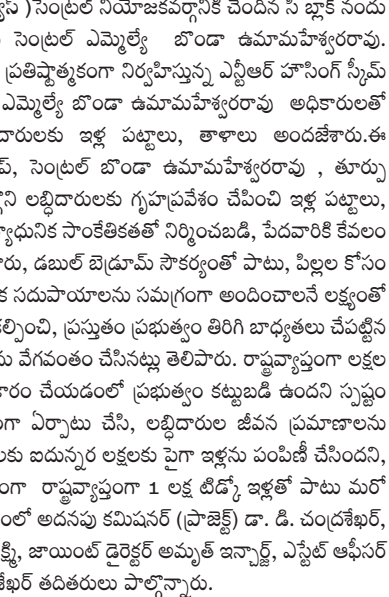 )సెంట్రల్ నియోజకవర్గానికి చెందిన సి బ్లాక్ నందు
సెంట్రల్ ఎమ్మెల్యే బొండా ఉమామహేశ్వరరావు.
ప్రతిష్టాత్మకంగా నిర్వహిస్తున్న ఎన్టీఆర్ హౌసింగ్ స్కీమ్
ఎమ్మెల్యే బొండా ఉమామహేశ్వరరావు అధికారులతో
దారులకు ఇళ్ల పట్టాలు, తాళాలు అందజేశారు.ఈ
సెంట్రల్ బొండా ఉమామహేశ్వరరావు , తూర్పు
ని లబ్ధిదారులకు గృహప్రవేశం చేపించి ఇళ్ల పట్టాలు,
్యాధునిక సాంకేతికతతో నిర్మించబడి, పేదవారికి కేవలం
రు, డబుల్ బెడ్రూమ్ సౌకర్యంతో పాటు, పిల్లల కోసం
క సదుపాయాలను సమగ్రంగా అందించాలనే లక్ష్యంతో
కల్పించి, ప్రస్తుతం ప్రభుత్వం తిరిగి బాధ్యతలు చేపట్టిన
ను వేగవంతం చేసినట్లు తెలిపారు. రాష్ట్రవ్యాప్తంగా లక్షల
కారం చేయడంలో ప్రభుత్వం కట్టుబడి ఉందని స్పష్టం
గా ఏర్పాటు చేసి, లబ్ధిదారుల జీవన ప్రమాణాలను
లకు ఐదున్నర లక్షలకు పైగా ఇళ్లను పంపిణీ చేసిందని,
ంగా రాష్ట్రవ్యాప్తంగా 1 లక్ష టిడ్కో ఇళ్లతో పాటు మరో
ంలో అదనపు కమిషనర్ (ప్రాజెక్ట్) డా. డి. చంద్రశేఖర్,
క్ష్మి, జాయింట్ డైరెక్టర్ అమృత్ ఇన్చార్జ్, ఎస్టేట్ ఆఫీసర్
శేఖర్ తదితరులు పాల్గొన్నారు.